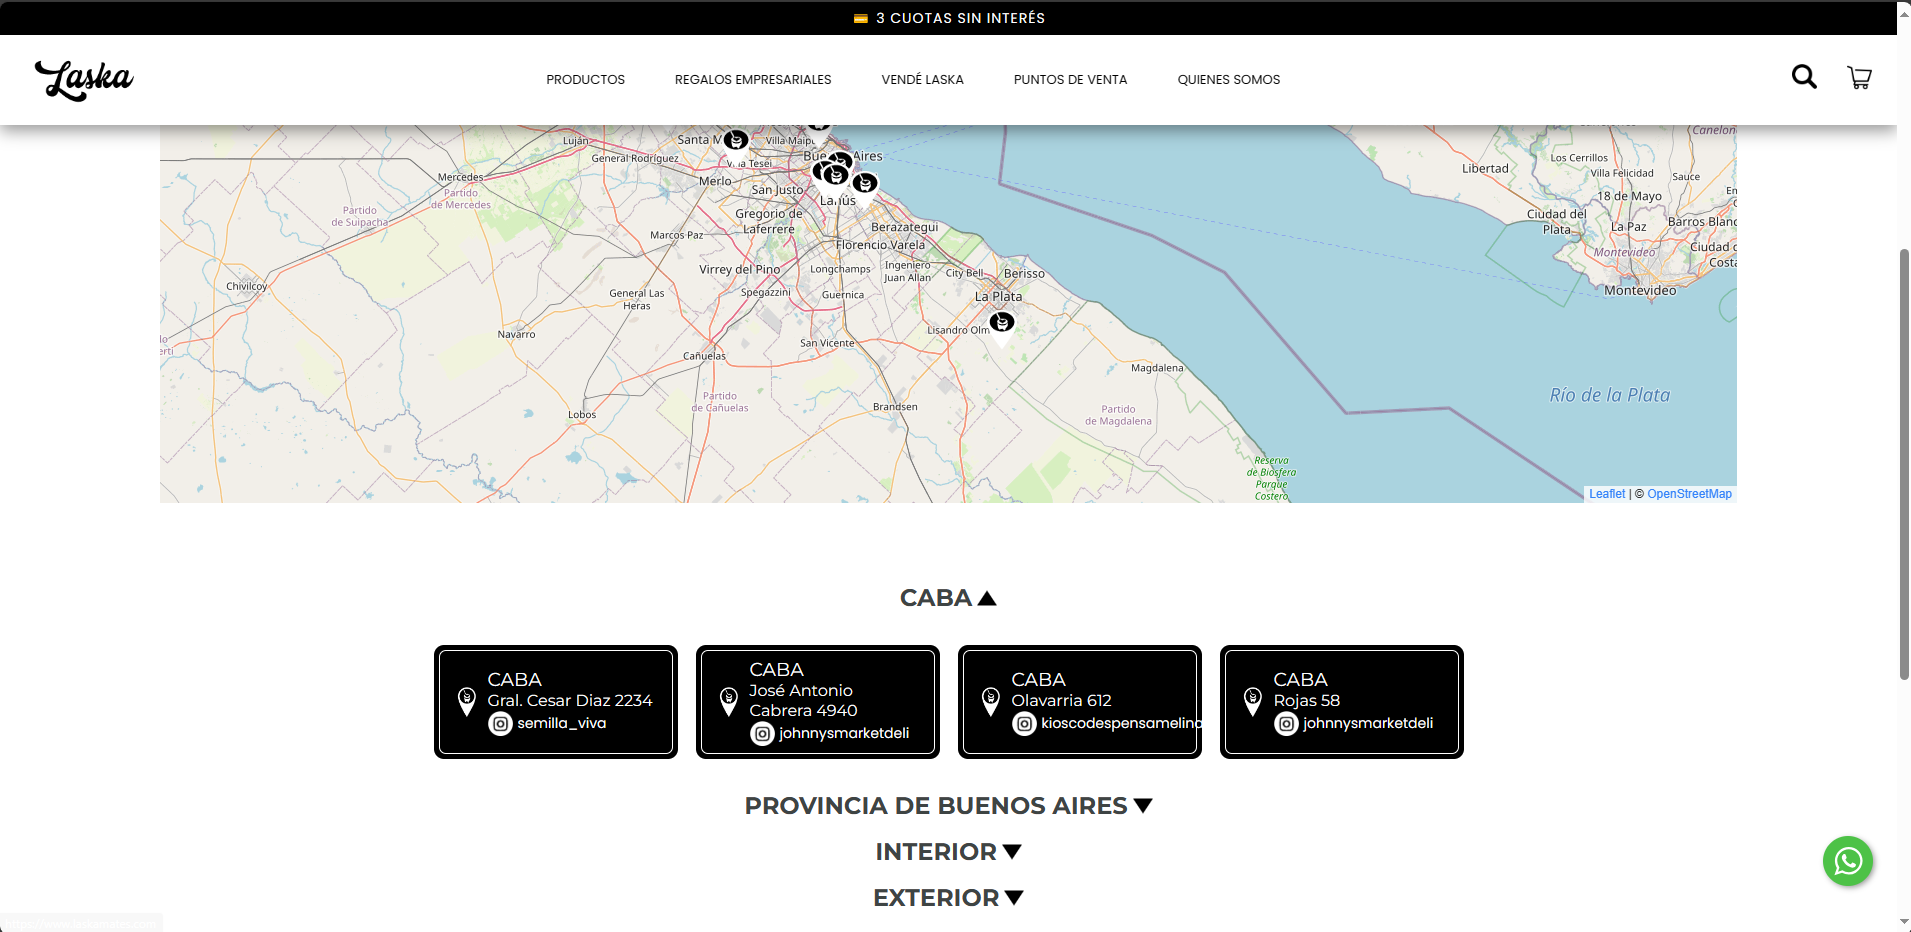 3 CUOTAS SIN INTERÉS
Laska
PRODUCTOS
REGALOS EMPRESARIALES
VENDÉ LASKA
PUNTOS DE VENTA
QUIENES SOMOS
Luján
General Rodríguez
Santa M
Villa Maipú
Villa Tesei
Buenos Aires
Mercedes
Partido
de Mercedes
Merlo
San Justo
Lanús
Partido
de Suipacha
Gregorio de
Laferrere
Marcos Paz
Berazategui
Florencio Varela
Virrey del Pino
Longchamps
Ingeniero
Juan Allan
City Bell
Berisso
Chivilcoy
General Las
Heras
Spegazzini
Guernica
La Plata
Navarro
San Vicente
Lisandro Olm
Cañuelas
Magdalena
Partido
de Cañuelas
Lobos
Brandsen
Partido
de Magdalena
Reserva
de Biosfera
Parque
Costero
Río de la Plata
Libertad
Los Cerrillos
Villa Felicidad
Sauce
Canelon
18 de Mayo
Ciudad del
Plata
La Paz
Barros Blanc
Montevideo
Ciudad d
Costa
Montevideo
Leaflet | © OpenStreetMap
CABA
CABA
Gral. Cesar Diaz 2234
semilla_viva
CABA
José Antonio
Cabrera 4940
johnnysmarketdeli
CABA
Olavarria 612
kioscodespensamelino
CABA
Rojas 58
johnnysmarketdeli
PROVINCIA DE BUENOS AIRES
INTERIOR
EXTERIOR